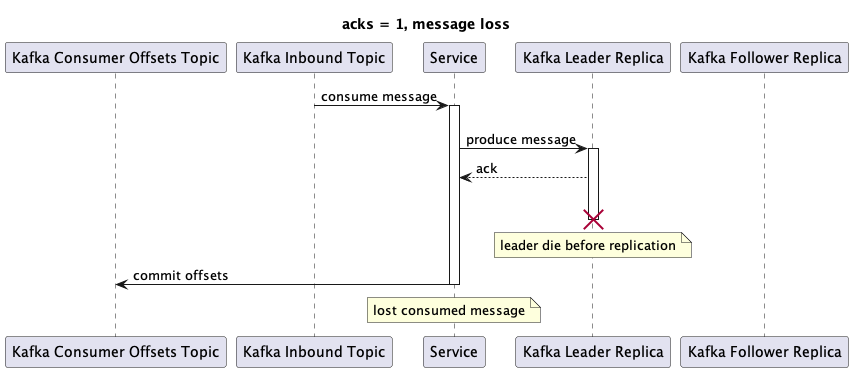 acks = 1, message loss
Kafka Consumer Offsets Topic
Kafka Inbound Topic
Service
Kafka Leader Replica
Kafka Follower Replica
consume message
produce message
ack
leader die before replication
commit offsets
lost consumed message
Kafka Consumer Offsets Topic
Kafka Inbound Topic
Service
Kafka Leader Replica
Kafka Follower Replica